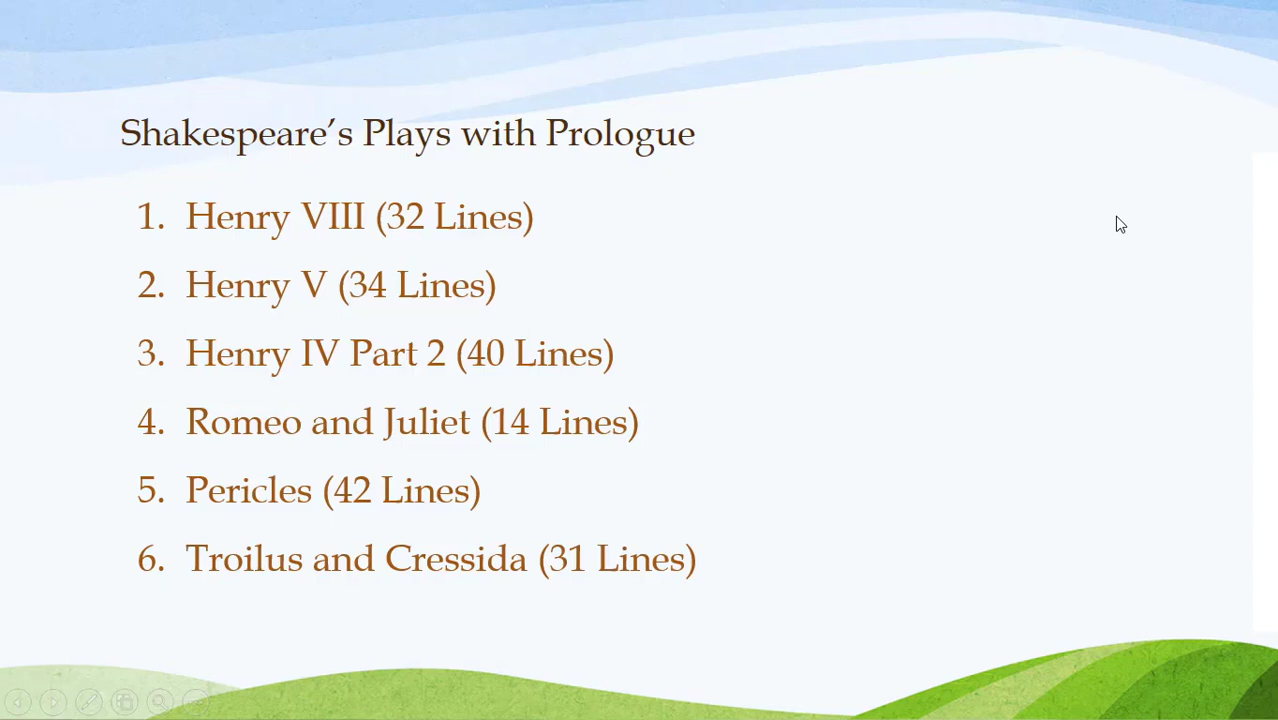 Shakespeare’s Plays with Prologue
1. Henry VIII (32 Lines)
2. Henry V (34 Lines)
3. Henry IV Part 2 (40 Lines)
4. Romeo and Juliet (14 Lines)
5. Pericles (42 Lines)
6. Troilus and Cressida (31 Lines)